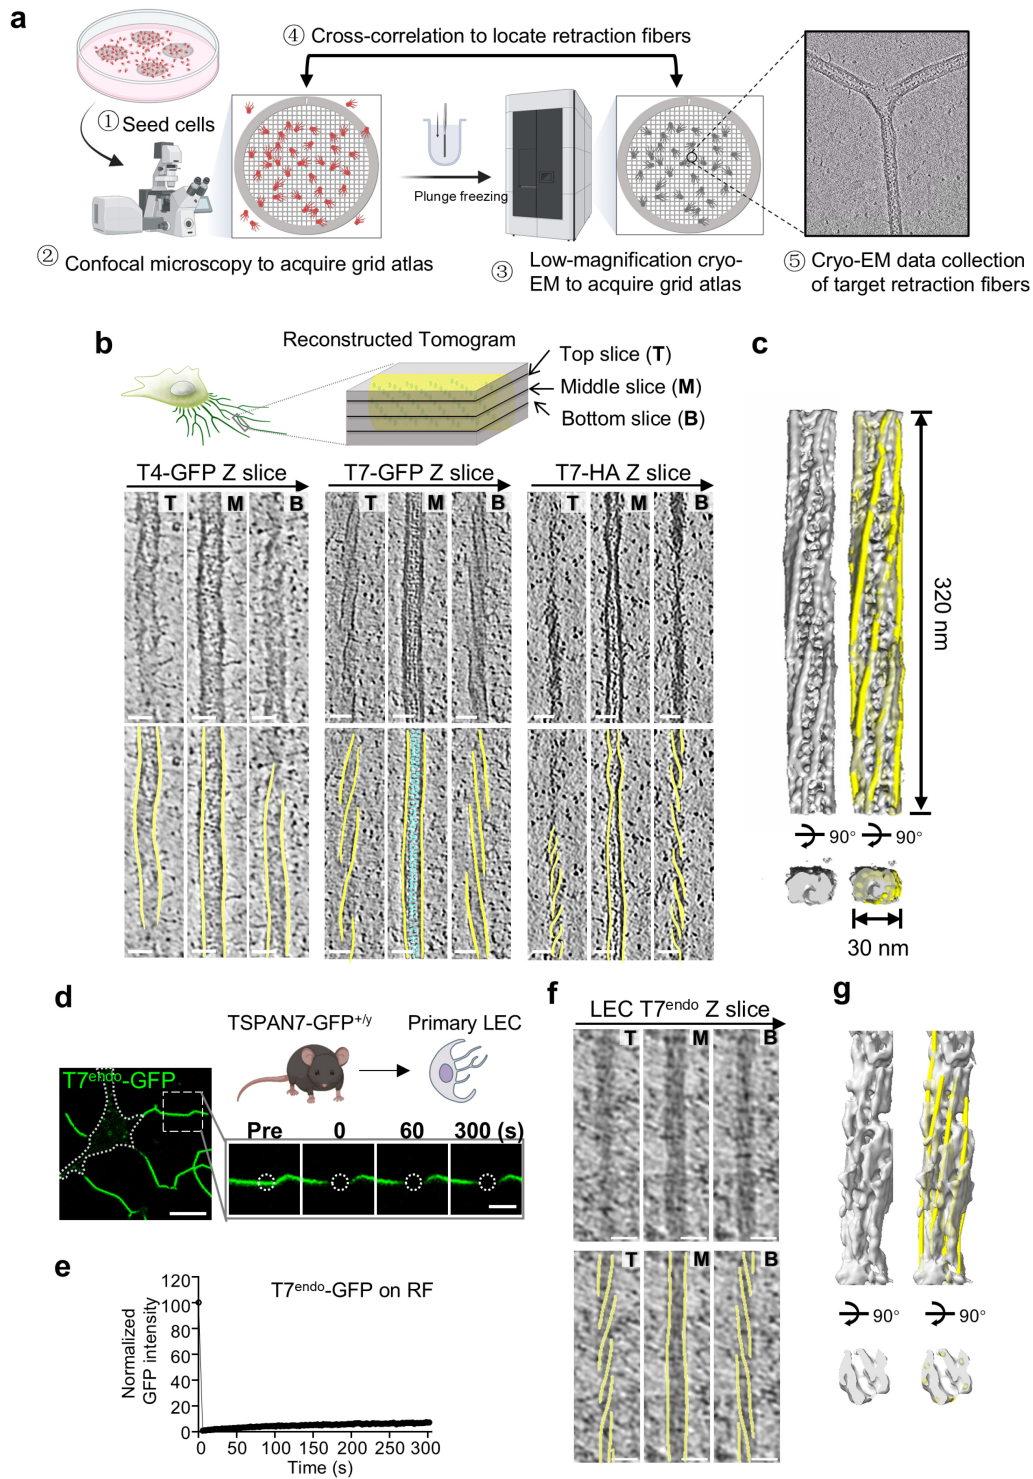 a
④ Cross-correlation to locate retraction fibers
① Seed cells
Plunge freezing
② Confocal microscopy to acquire grid atlas
③ Low-magnification cryo-
EM to acquire grid atlas
⑤ Cryo-EM data collection
of target retraction fibers
b
Reconstructed Tomogram
Top slice (T)
Middle slice (M)
Bottom slice (B)
T4-GFP Z slice
T7-GFP Z slice
T7-HA Z slice
T M B
T M B
T M B
c
320 nm
90° 90°
30 nm
d
TSPAN7-GFP+/y
Primary LEC
T7endo-GFP
Pre 0 60 300 (s)
e
T7endo-GFP on RF
Normalized
GFP intensity
120
100
80
60
40
20
0
0 50 100 150 200 250 300
Time (s)
f
LEC T7endo Z slice
T M B
T M B
g
90° 90°